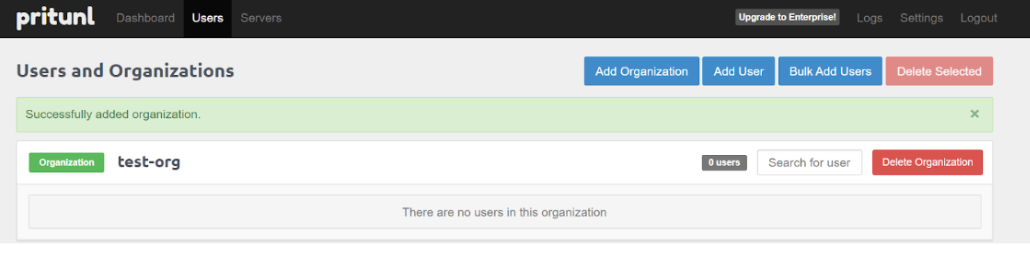 pritunl Dashboard Users Servers Upgrade to Enterprise! Logs Settings Logout
Users and Organizations Add Organization Add User Bulk Add Users Delete Selected
Successfully added organization. ×
Organization test-org 0 users Search for user Delete Organization
There are no users in this organization